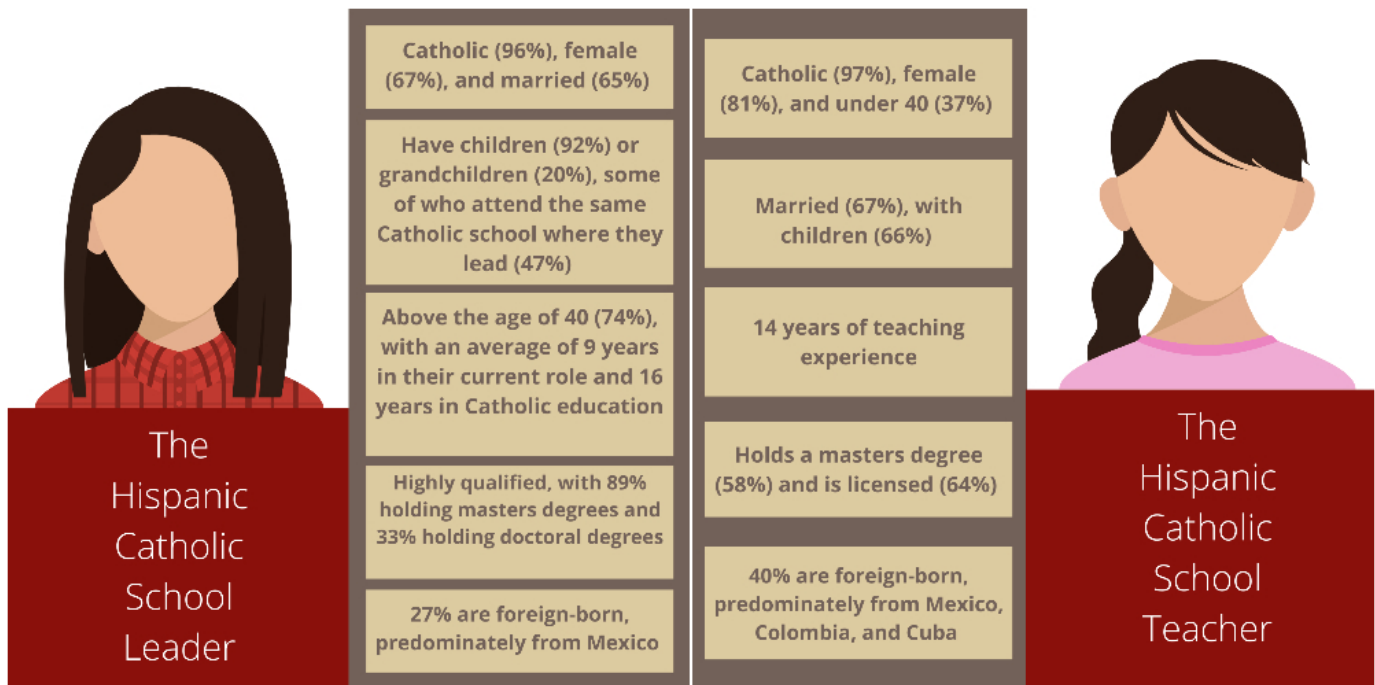 Catholic (96%), female
(67%), and married (65%)
Have children (92%) or
grandchildren (20%), some
of who attend the same
Catholic school where they
lead (47%)
Above the age of 40 (74%),
with an average of 9 years
in their current role and 16
years in Catholic education
Highly qualified, with 89%
holding masters degrees and
33% holding doctoral degrees
27% are foreign-born,
predominately from Mexico
The
Hispanic
Catholic
School
Leader
Catholic (97%), female
(81%), and under 40 (37%)
Married (67%), with
children (66%)
14 years of teaching
experience
Holds a masters degree
(58%) and is licensed (64%)
40% are foreign-born,
predominately from Mexico,
Colombia, and Cuba
The
Hispanic
Catholic
School
Teacher